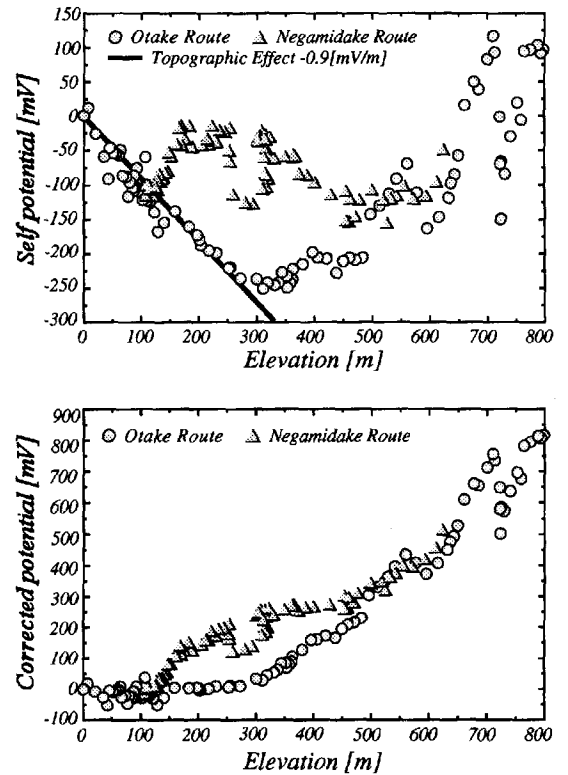 150
100
50
0
-50
-100
-150
-200
-250
-300
Self potential [mV]
Otake Route Negamidake Route
Topographic Effect -0.9[mV/m]
0 100 200 300 400 500 600 700 800
Elevation [m]
900
800
700
600
500
400
300
200
100
0
-100
Corrected potential [mV]
Otake Route Negamidake Route
0 100 200 300 400 500 600 700 800
Elevation [m]